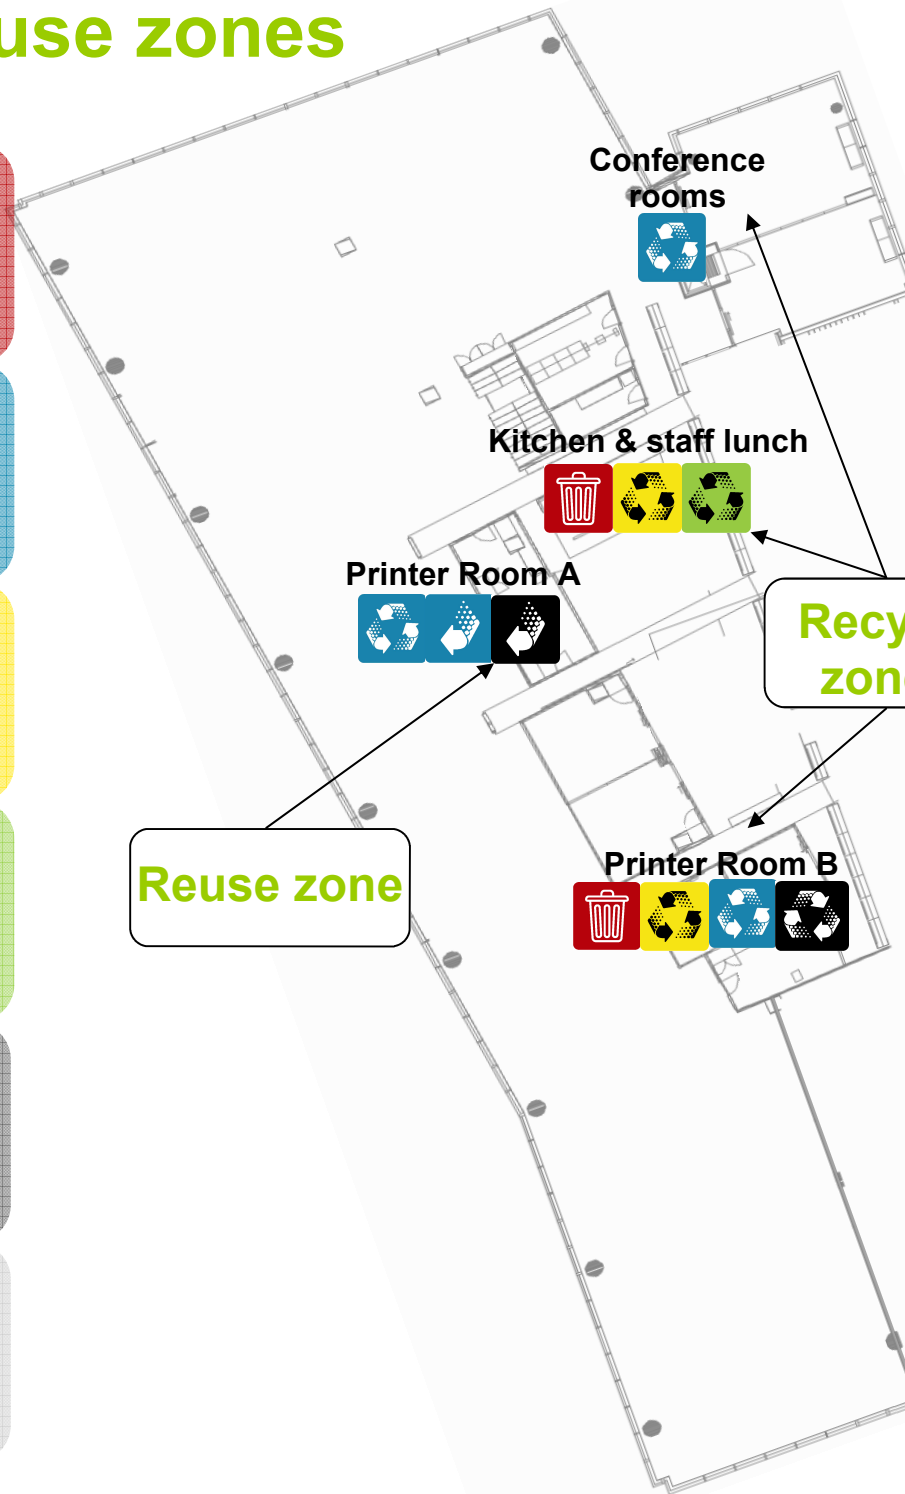 use zones
Conference
rooms
Kitchen & staff lunch
Printer Room A
Recy
zon
Reuse zone
Printer Room B